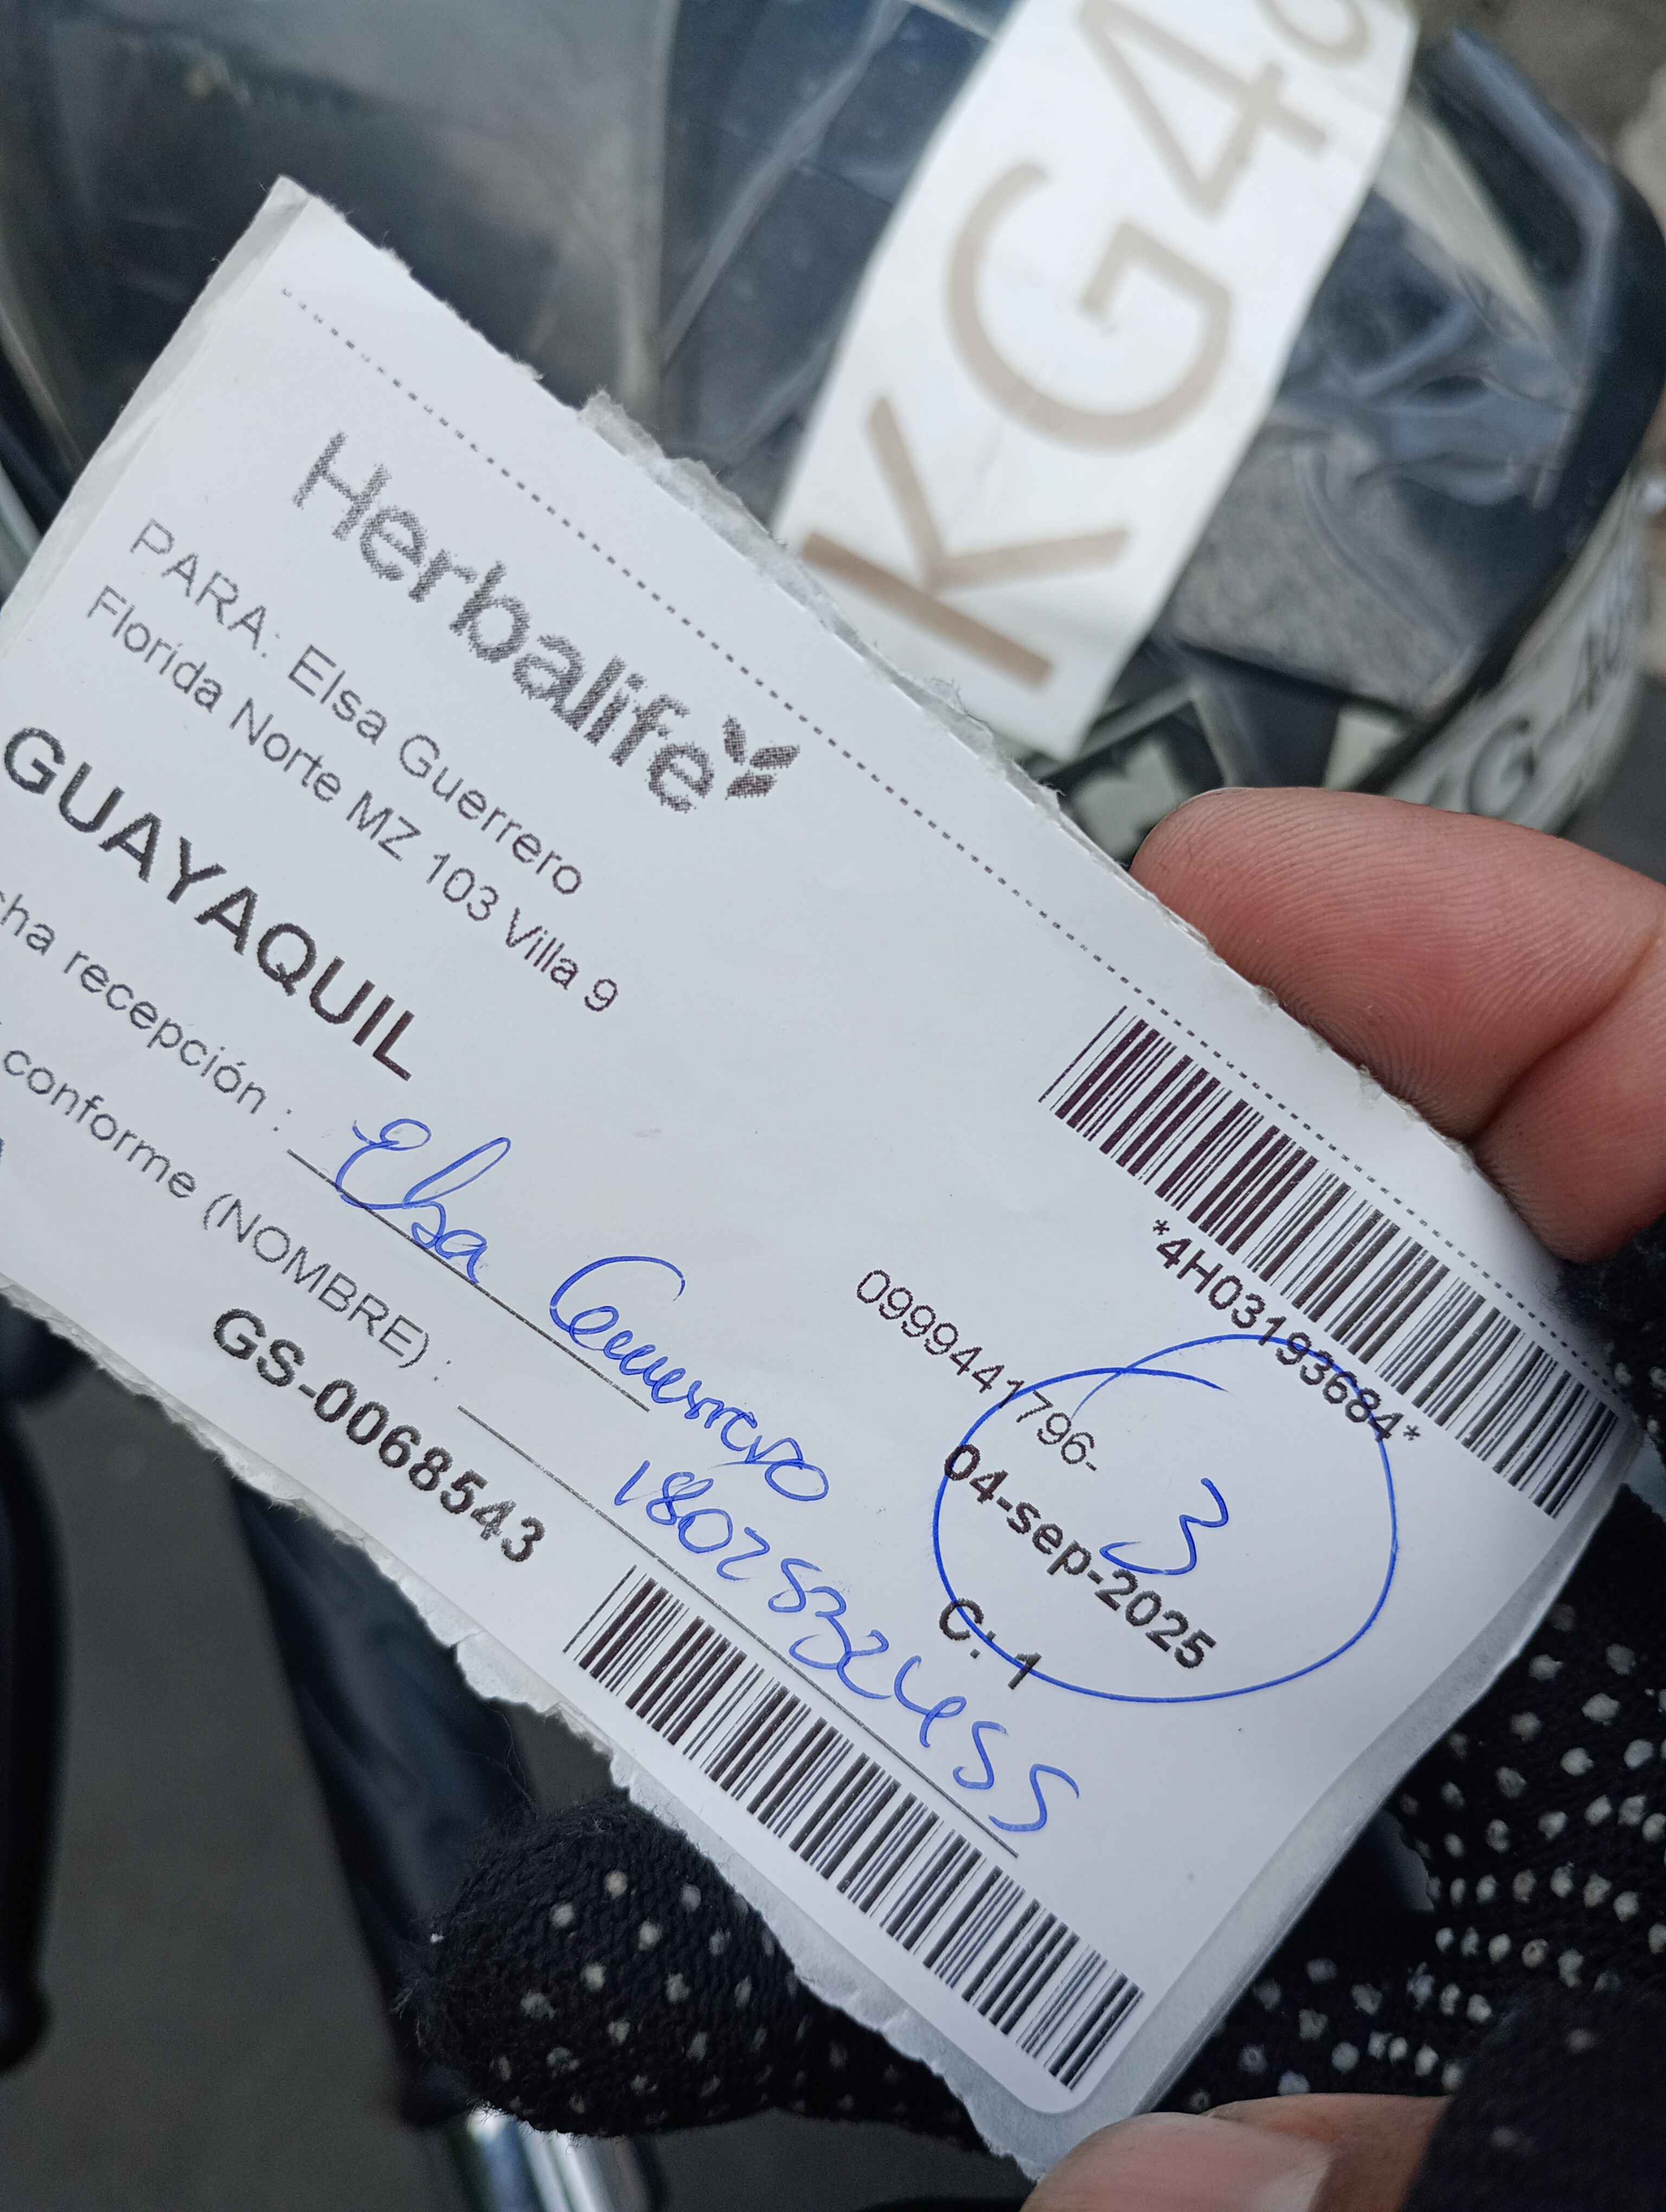 KG4
Herbalife
PARA: Elsa Guerrero
Florida Norte MZ 103 Villa 9
GUAYAQUIL
*4H03193684*
0999441796-
3
04-sep-2025
C: 1
cha recepción :
Elsa Guerrero
conforme (NOMBRE) :
1802532455
GS-0068543